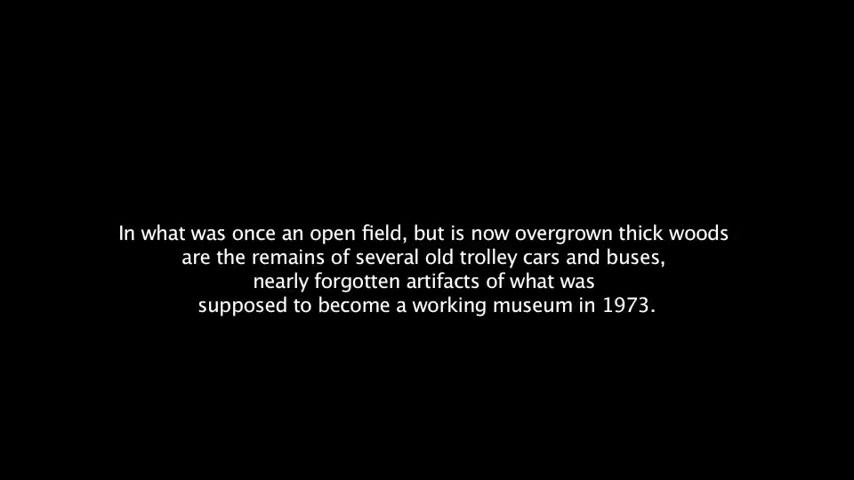 In what was once an open field, but is now overgrown thick woods
are the remains of several old trolley cars and buses,
nearly forgotten artifacts of what was
supposed to become a working museum in 1973.